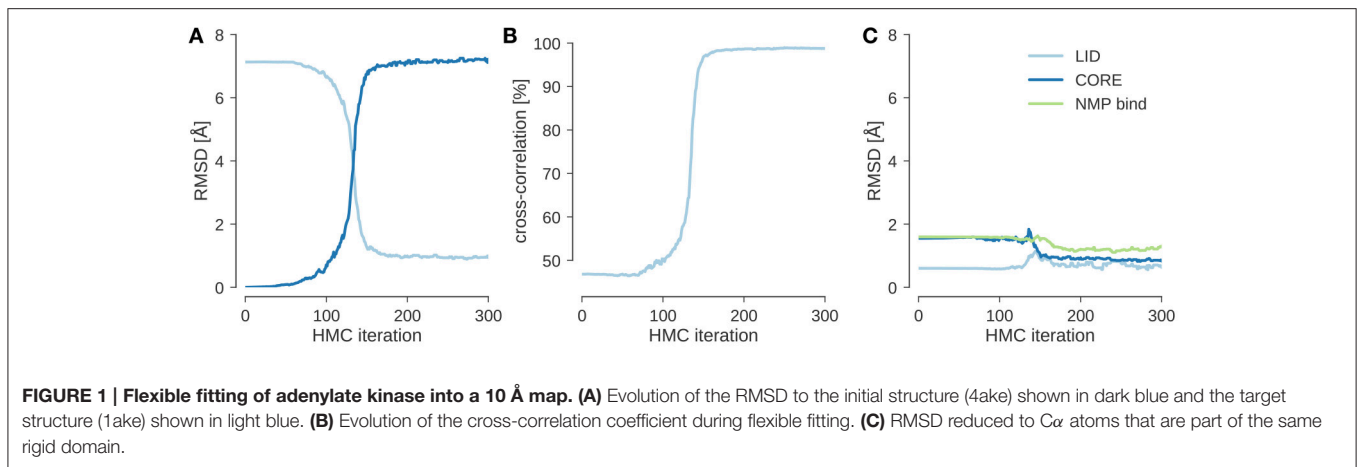 A
8
6
4
2
0
RMSD [Å]
0
100
200
300
HMC iteration
B
100
90
80
70
60
50
cross-correlation [%]
0
100
200
300
HMC iteration
C
8
6
4
2
0
RMSD [Å]
LID
CORE
NMP bind
0
100
200
300
HMC iteration
FIGURE 1 | Flexible fitting of adenylate kinase into a 10 Å map. (A) Evolution of the RMSD to the initial structure (4ake) shown in dark blue and the target
structure (1ake) shown in light blue. (B) Evolution of the cross-correlation coefficient during flexible fitting. (C) RMSD reduced to Cα atoms that are part of the same
rigid domain.